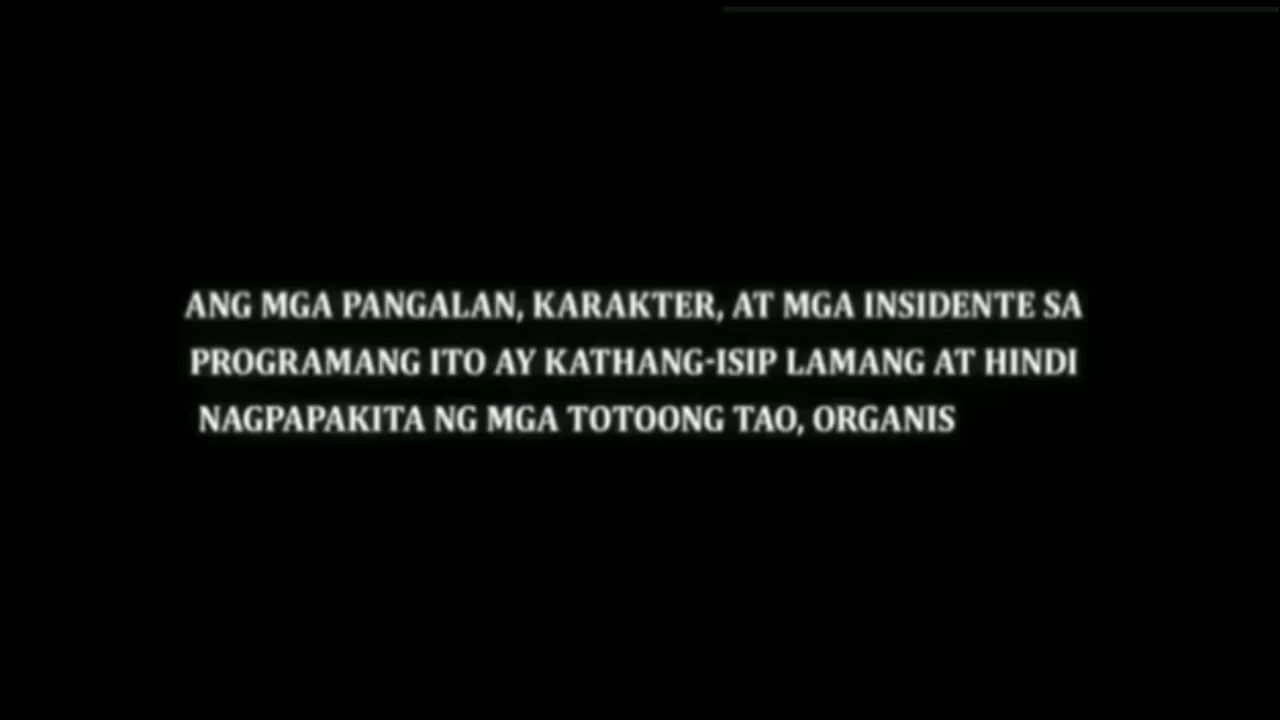 ANG MGA PANGALAN, KARAKTER, AT MGA INSIDENTE SA
PROGRAMANG ITO AY KATHANG-ISIP LAMANG AT HINDI
NAGPAPAKITA NG MGA TOTOONG TAO, ORGANIS